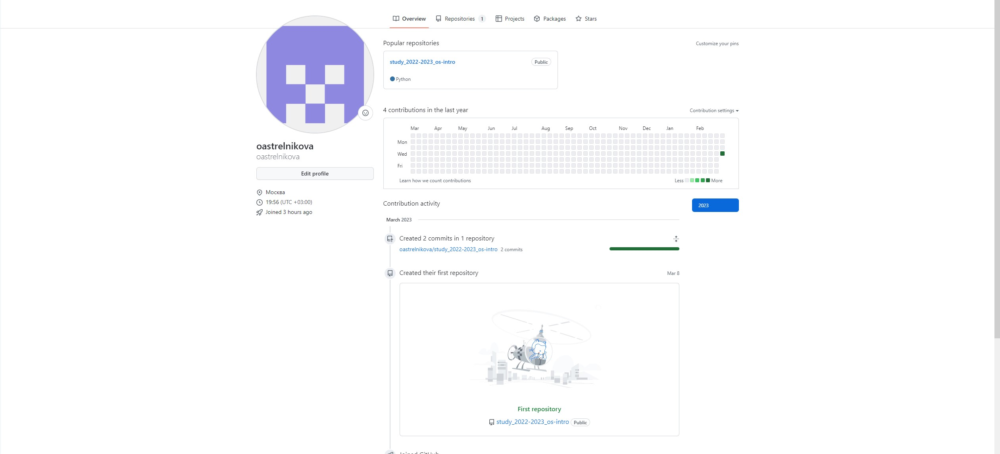 Overview Repositories 1 Projects Packages Stars
Popular repositories Customize your pins
study_2022-2023_os-intro Public
Python
4 contributions in the last year Contribution settings
Mar Apr May Jun Jul Aug Sep Oct Nov Dec Jan Feb
Mon
Wed
Fri
Learn how we count contributions Less More
oastrelnikova
oastrelnikova
Edit profile
Москва
19:56 (UTC +03:00)
Joined 3 hours ago
Contribution activity 2023
March 2023
Created 2 commits in 1 repository
oastrelnikova/study_2022-2023_os-intro 2 commits
Created their first repository Mar 8
First repository
study_2022-2023_os-intro Public
Joined GitHub